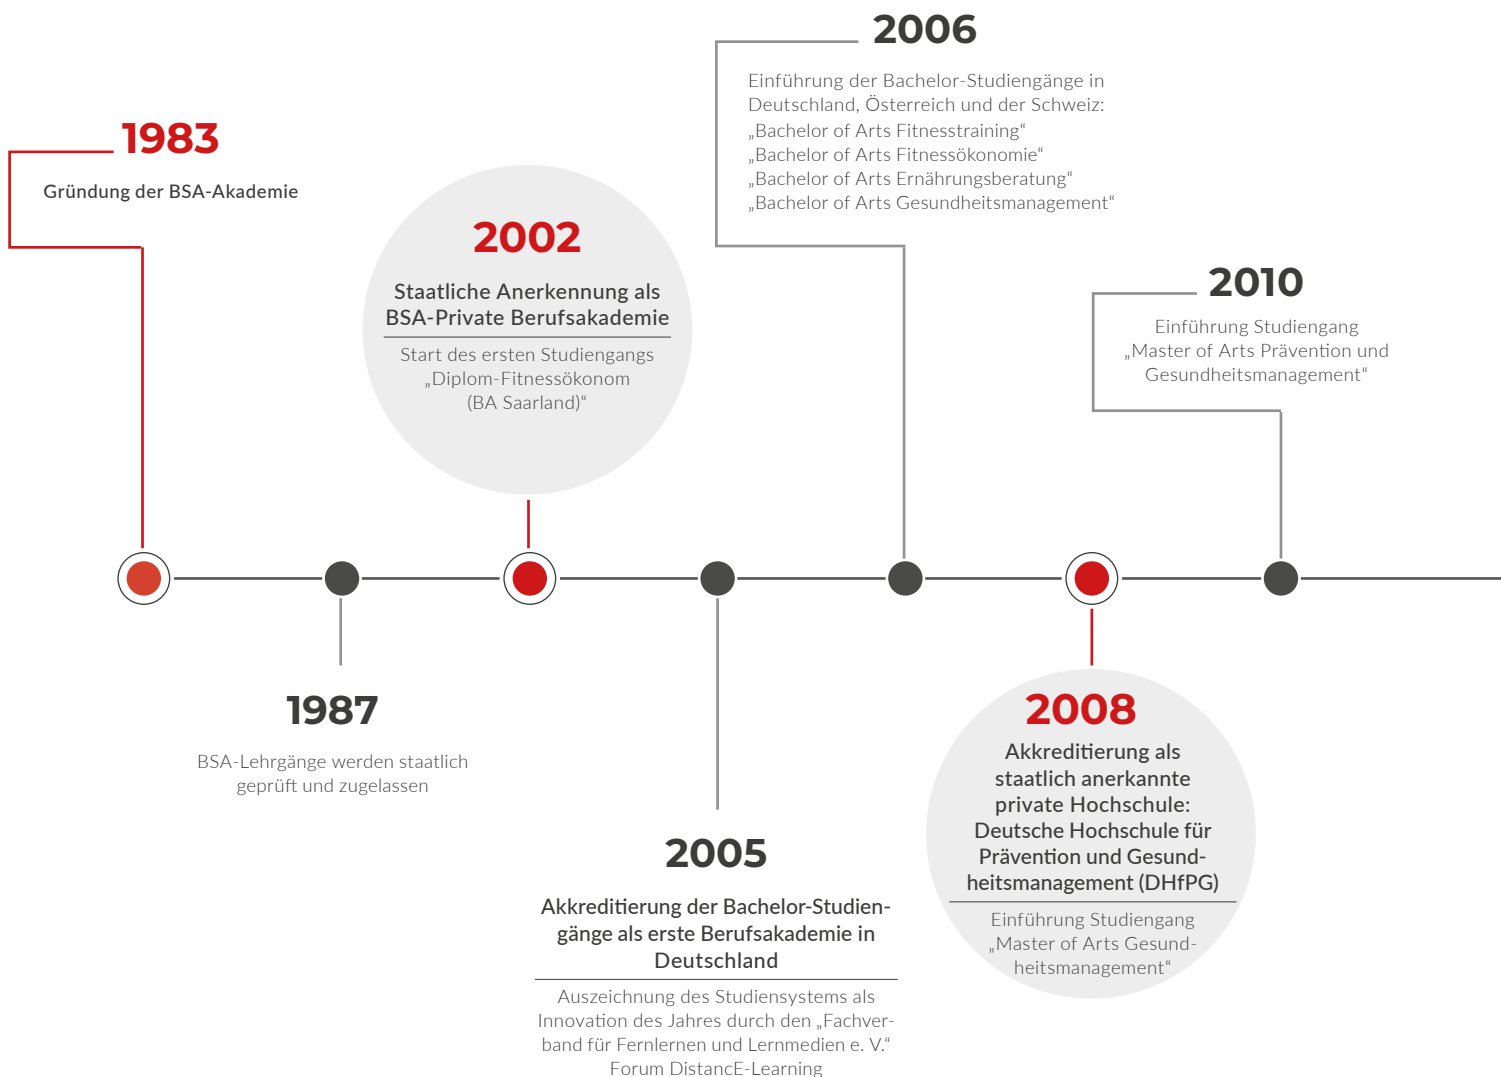 1983
Gründung der BSA-Akademie
1987
BSA-Lehrgänge werden staatlich
geprüft und zugelassen
2002
Staatliche Anerkennung als
BSA-Private Berufsakademie
Start des ersten Studiengangs
„Diplom-Fitnessökonom
(BA Saarland)“
2005
Akkreditierung der Bachelor-Studien-
gänge als erste Berufsakademie in
Deutschland
Auszeichnung des Studiensystems als
Innovation des Jahres durch den „Fachver-
band für Fernlernen und Lernmedien e. V.“
Forum DistancE-Learning
2006
Einführung der Bachelor-Studiengänge in
Deutschland, Österreich und der Schweiz:
„Bachelor of Arts Fitnesstraining“
„Bachelor of Arts Fitnessökonomie“
„Bachelor of Arts Ernährungsberatung“
„Bachelor of Arts Gesundheitsmanagement“
2008
Akkreditierung als
staatlich anerkannte
private Hochschule:
Deutsche Hochschule für
Prävention und Gesund-
heitsmanagement (DHfPG)
Einführung Studiengang
„Master of Arts Gesund-
heitsmanagement“
2010
Einführung Studiengang
„Master of Arts Prävention und
Gesundheitsmanagement“